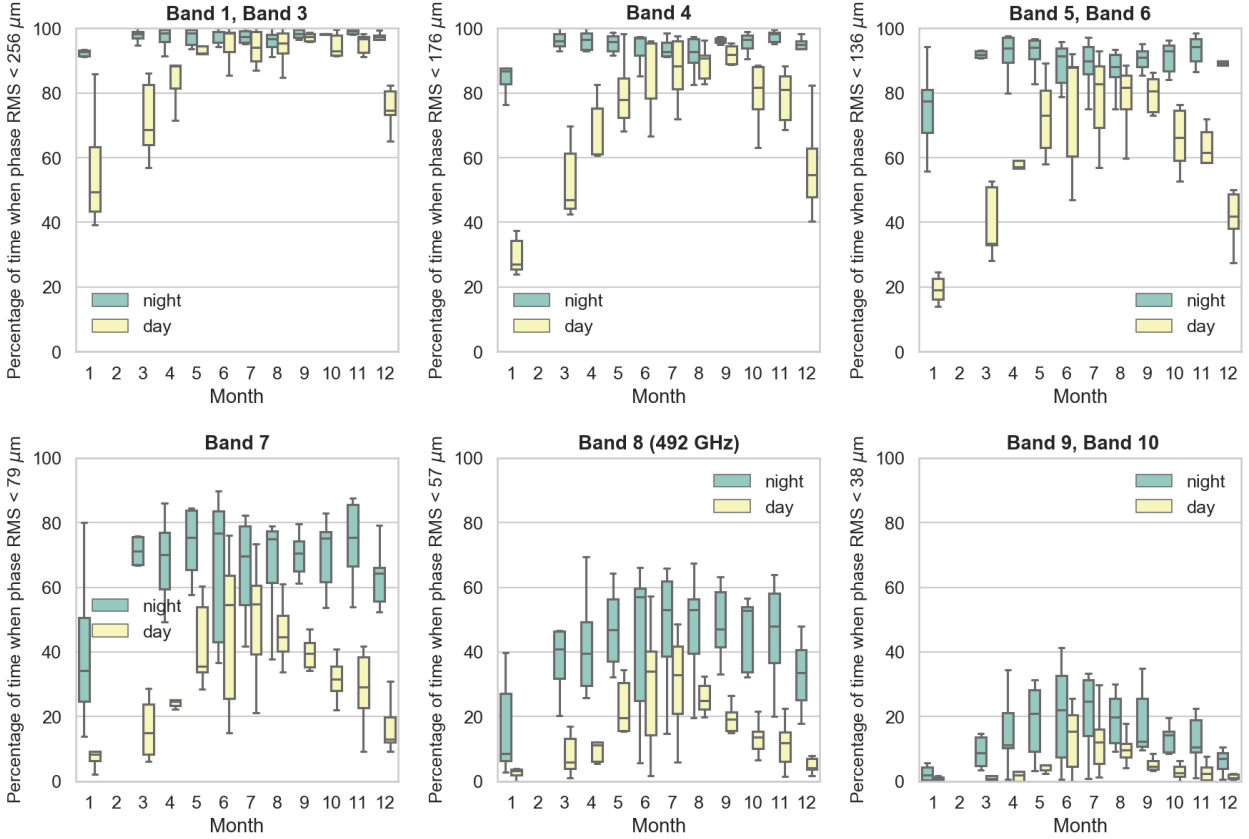 Band 1, Band 3
Percentage of time when phase RMS < 256 μm
100
80
60
40
20
0
night
day
1 2 3 4 5 6 7 8 9 10 11 12
Month
Band 4
Percentage of time when phase RMS < 176 μm
100
80
60
40
20
0
night
day
1 2 3 4 5 6 7 8 9 10 11 12
Month
Band 5, Band 6
Percentage of time when phase RMS < 136 μm
100
80
60
40
20
0
night
day
1 2 3 4 5 6 7 8 9 10 11 12
Month
Band 7
Percentage of time when phase RMS < 79 μm
100
80
60
40
20
0
night
day
1 2 3 4 5 6 7 8 9 10 11 12
Month
Band 8 (492 GHz)
Percentage of time when phase RMS < 57 μm
100
80
60
40
20
0
night
day
1 2 3 4 5 6 7 8 9 10 11 12
Month
Band 9, Band 10
Percentage of time when phase RMS < 38 μm
100
80
60
40
20
0
night
day
1 2 3 4 5 6 7 8 9 10 11 12
Month